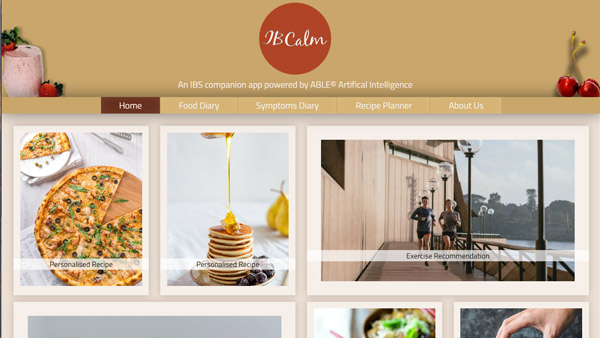 IBCalm
An IBS companion app powered by ABLE© Artifical Intelligence
Home Food Diary Symptoms Diary Recipe Planner About Us
Personalised Recipe Personalised Recipe Exercise Recommendation